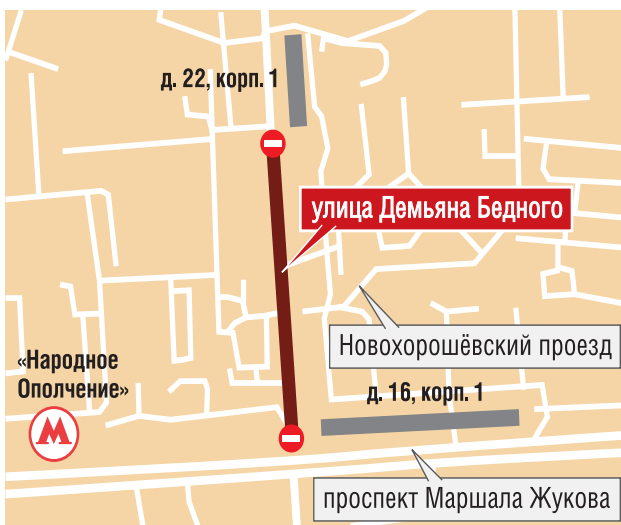 д. 22, корп. 1
улица Демьяна Бедного
Новохорошёвский проезд
«Народное
Ополчение»
д. 16, корп. 1
М
проспект Маршала Жукова